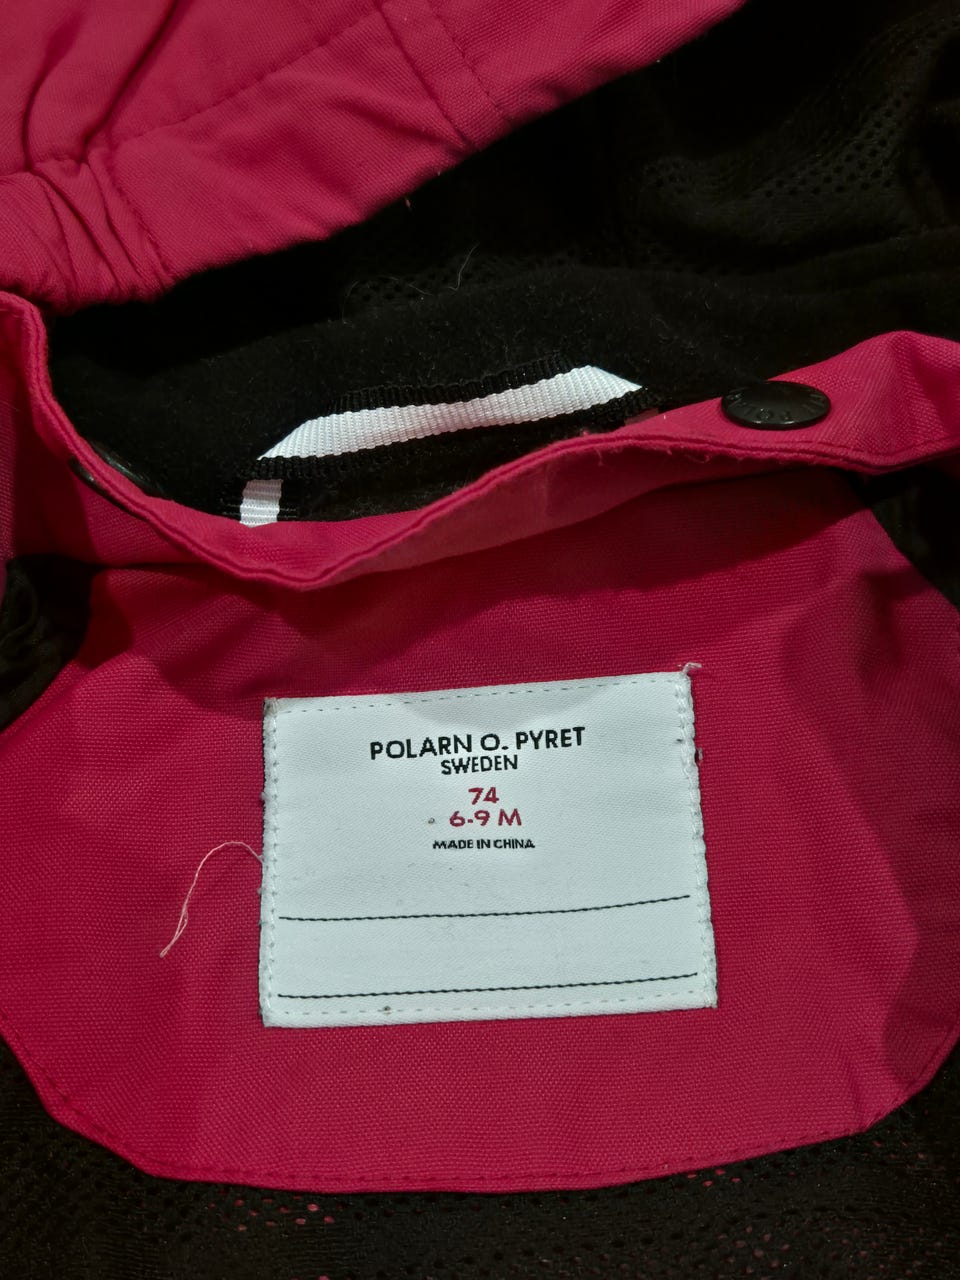 POLARN O. PYRET
SWEDEN
74
6-9 M
MADE IN CHINA